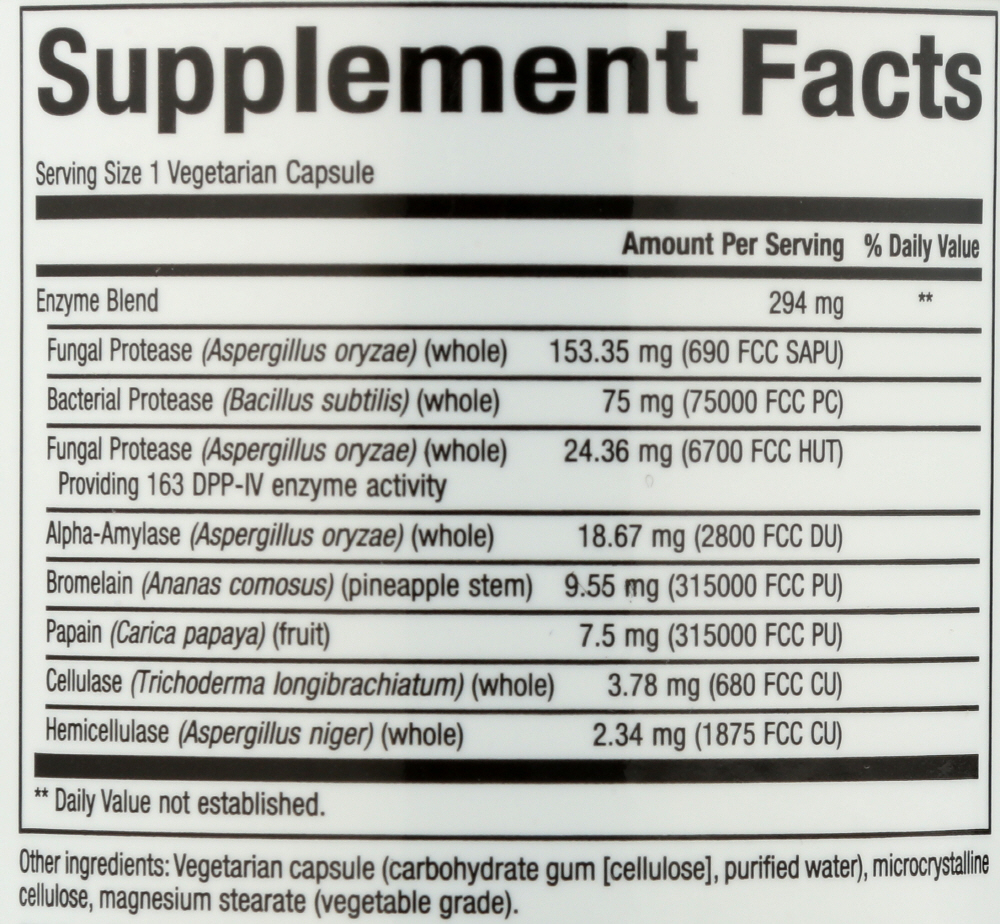 Supplement Facts
Serving Size 1 Vegetarian Capsule
Amount Per Serving % Daily Value
Enzyme Blend 294 mg **
Fungal Protease (Aspergillus oryzae) (whole) 153.35 mg (690 FCC SAPU)
Bacterial Protease (Bacillus subtilis) (whole) 75 mg (75000 FCC PC)
Fungal Protease (Aspergillus oryzae) (whole) 24.36 mg (6700 FCC HUT)
Providing 163 DPP-IV enzyme activity
Alpha-Amylase (Aspergillus oryzae) (whole) 18.67 mg (2800 FCC DU)
Bromelain (Ananas comosus) (pineapple stem) 9.55 mg (315000 FCC PU)
Papain (Carica papaya) (fruit) 7.5 mg (315000 FCC PU)
Cellulase (Trichoderma longibrachiatum) (whole) 3.78 mg (680 FCC CU)
Hemicellulase (Aspergillus niger) (whole) 2.34 mg (1875 FCC CU)
** Daily Value not established.
Other ingredients: Vegetarian capsule (carbohydrate gum [cellulose], purified water), microcrystalline
cellulose, magnesium stearate (vegetable grade).